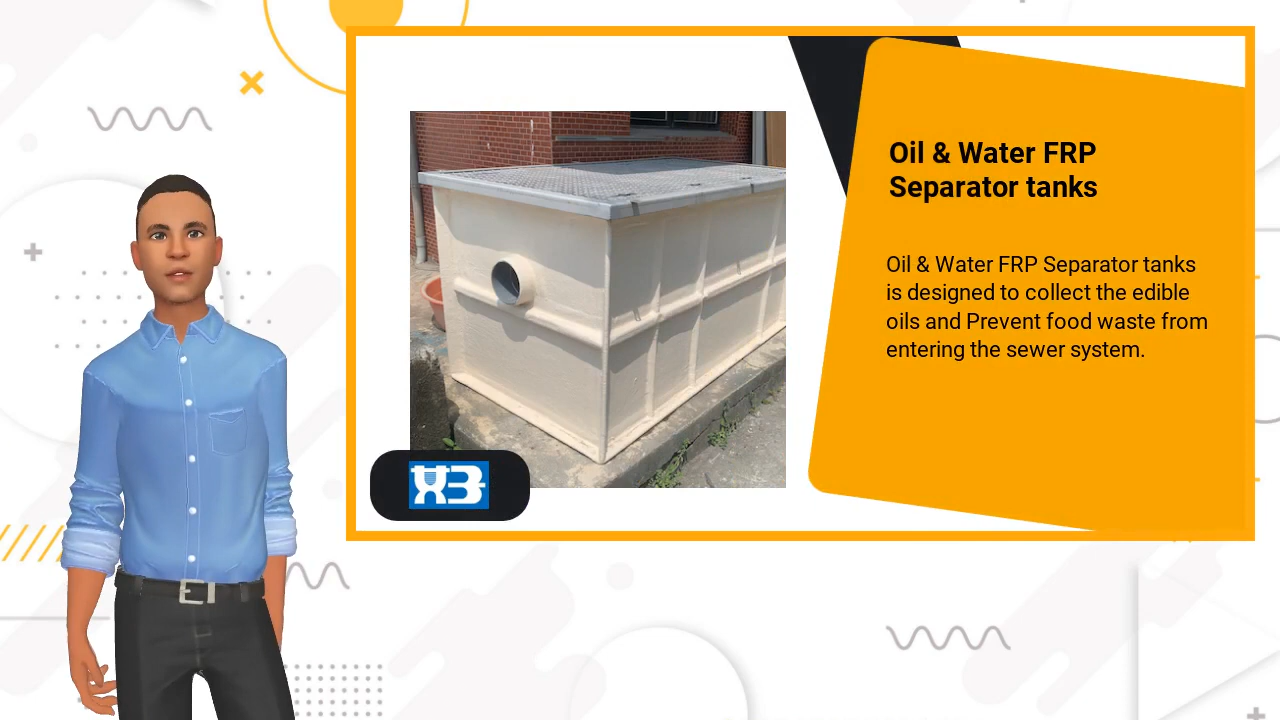 Oil & Water FRP
Separator tanks
Oil & Water FRP Separator tanks
is designed to collect the edible
oils and Prevent food waste from
entering the sewer system.